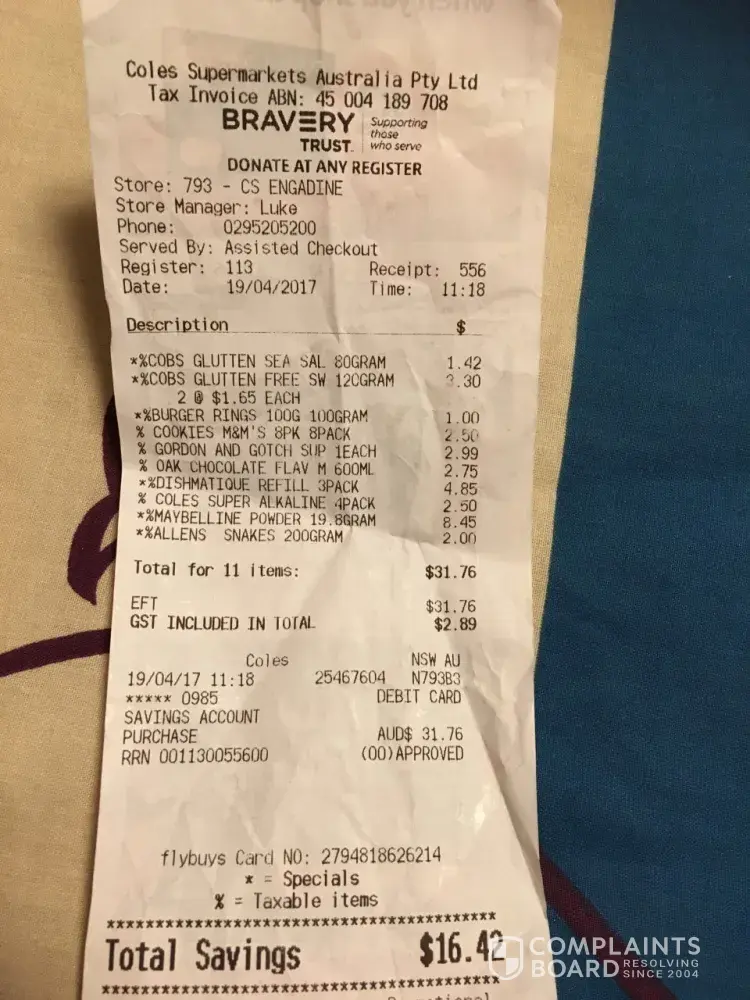 Coles Supermarkets Australia Pty Ltd
Tax Invoice ABN: 45 004 189 708
BRAVERY TRUST. Supporting those who serve
DONATE AT ANY REGISTER
Store: 793 - CS ENGADINE
Store Manager: Luke
Phone: 0295205200
Served By: Assisted Checkout
Register: 113 Receipt: 556
Date: 19/04/2017 Time: 11:18
Description $
*%COBS GLUTTEN SEA SAL 80GRAM 1.42
*%COBS GLUTTEN FREE SW 120GRAM 3.30
2 @ $1.65 EACH
*%BURGER RINGS 100G 100GRAM 1.00
% COOKIES M&M'S 8PK 8PACK 2.50
% GORDON AND GOTCH SUP 1EACH 2.99
% OAK CHOCOLATE FLAV M 600ML 2.75
*%DISHMATIQUE REFILL 3PACK 4.85
% COLES SUPER ALKALINE 4PACK 2.50
*%MAYBELLINE POWDER 19.8GRAM 8.45
*%ALLENS SNAKES 200GRAM 2.00
Total for 11 items: $31.76
EFT $31.76
GST INCLUDED IN TOTAL $2.89
Coles NSW AU
19/04/17 11:18 25467604 N793B3
***** 0985 DEBIT CARD
SAVINGS ACCOUNT
PURCHASE AUD$ 31.76
RRN 001130055600 (00)APPROVED
flybuys Card NO: 2794818626214
* = Specials
% = Taxable items
Total Savings $16.42
COMPLAINTS BOARD RESOLVING SINCE 2004